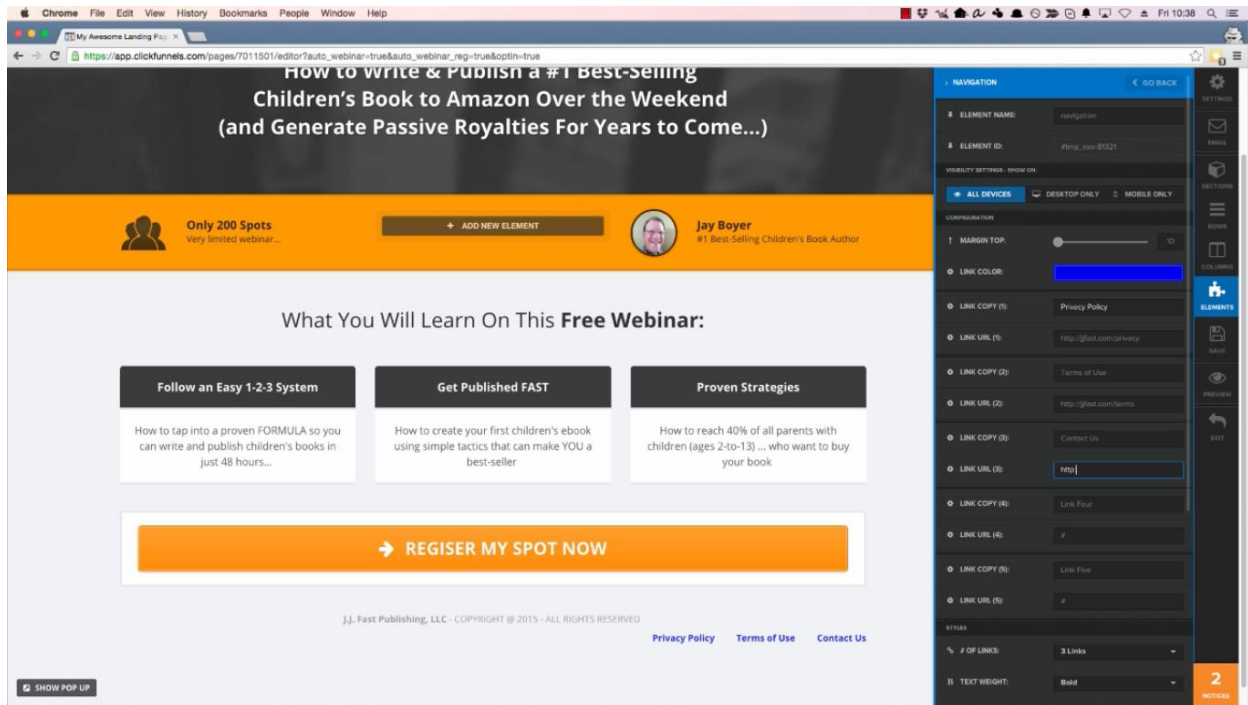 Chrome File Edit View History Bookmarks People Window Help
Fri 10:38
My Awesome Landing Pag
https://app.clickfunnels.com/pages/7011501/editor?auto_webinar=true&auto_webinar_reg=true&optin=true
How to Write & Publish a #1 Best-Selling
Children's Book to Amazon Over the Weekend
(and Generate Passive Royalties For Years to Come...)
Only 200 Spots
Very limited webinar...
+ ADD NEW ELEMENT
Jay Boyer
#1 Best-Selling Children's Book Author
What You Will Learn On This Free Webinar:
Follow an Easy 1-2-3 System
How to tap into a proven FORMULA so you
can write and publish children's books in
just 48 hours...
Get Published FAST
How to create your first children's ebook
using simple tactics that can make YOU a
best-seller
Proven Strategies
How to reach 40% of all parents with
children (ages 2-to-13) ... who want to buy
your book
REGISER MY SPOT NOW
J.J. Fast Publishing, LLC - COPYRIGHT @ 2015 - ALL RIGHTS RESERVED
Privacy Policy Terms of Use Contact Us
SHOW POP UP
NAVIGATION GO BACK
ELEMENT NAME: navigation
ELEMENT ID: #tmp_nav-81321
VISIBILITY SETTINGS - SHOW ON:
ALL DEVICES DESKTOP ONLY MOBILE ONLY
CONFIGURATION
MARGIN TOP: 10
LINK COLOR:
LINK COPY (1): Privacy Policy
LINK URL (1): http://jjfast.com/privacy
LINK COPY (2): Terms of Use
LINK URL (2): http://jjfast.com/terms
LINK COPY (3): Contact Us
LINK URL (3): http
LINK COPY (4): Link Four
LINK URL (4): #
LINK COPY (5): Link Five
LINK URL (5): #
STYLES
# OF LINKS: 3 Links
B TEXT WEIGHT: Bold
SETTINGS
EMAIL
SECTIONS
ROWS
COLUMNS
ELEMENTS
SAVE
PREVIEW
EXIT
2
NOTICES